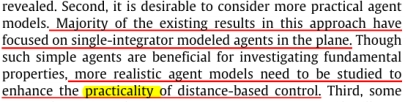 revealed. Second, it is desirable to consider more practical agent
models. Majority of the existing results in this approach have
focused on single-integrator modeled agents in the plane. Though
such simple agents are beneficial for investigating fundamental
properties, more realistic agent models need to be studied to
enhance the practicality of distance-based control. Third, some